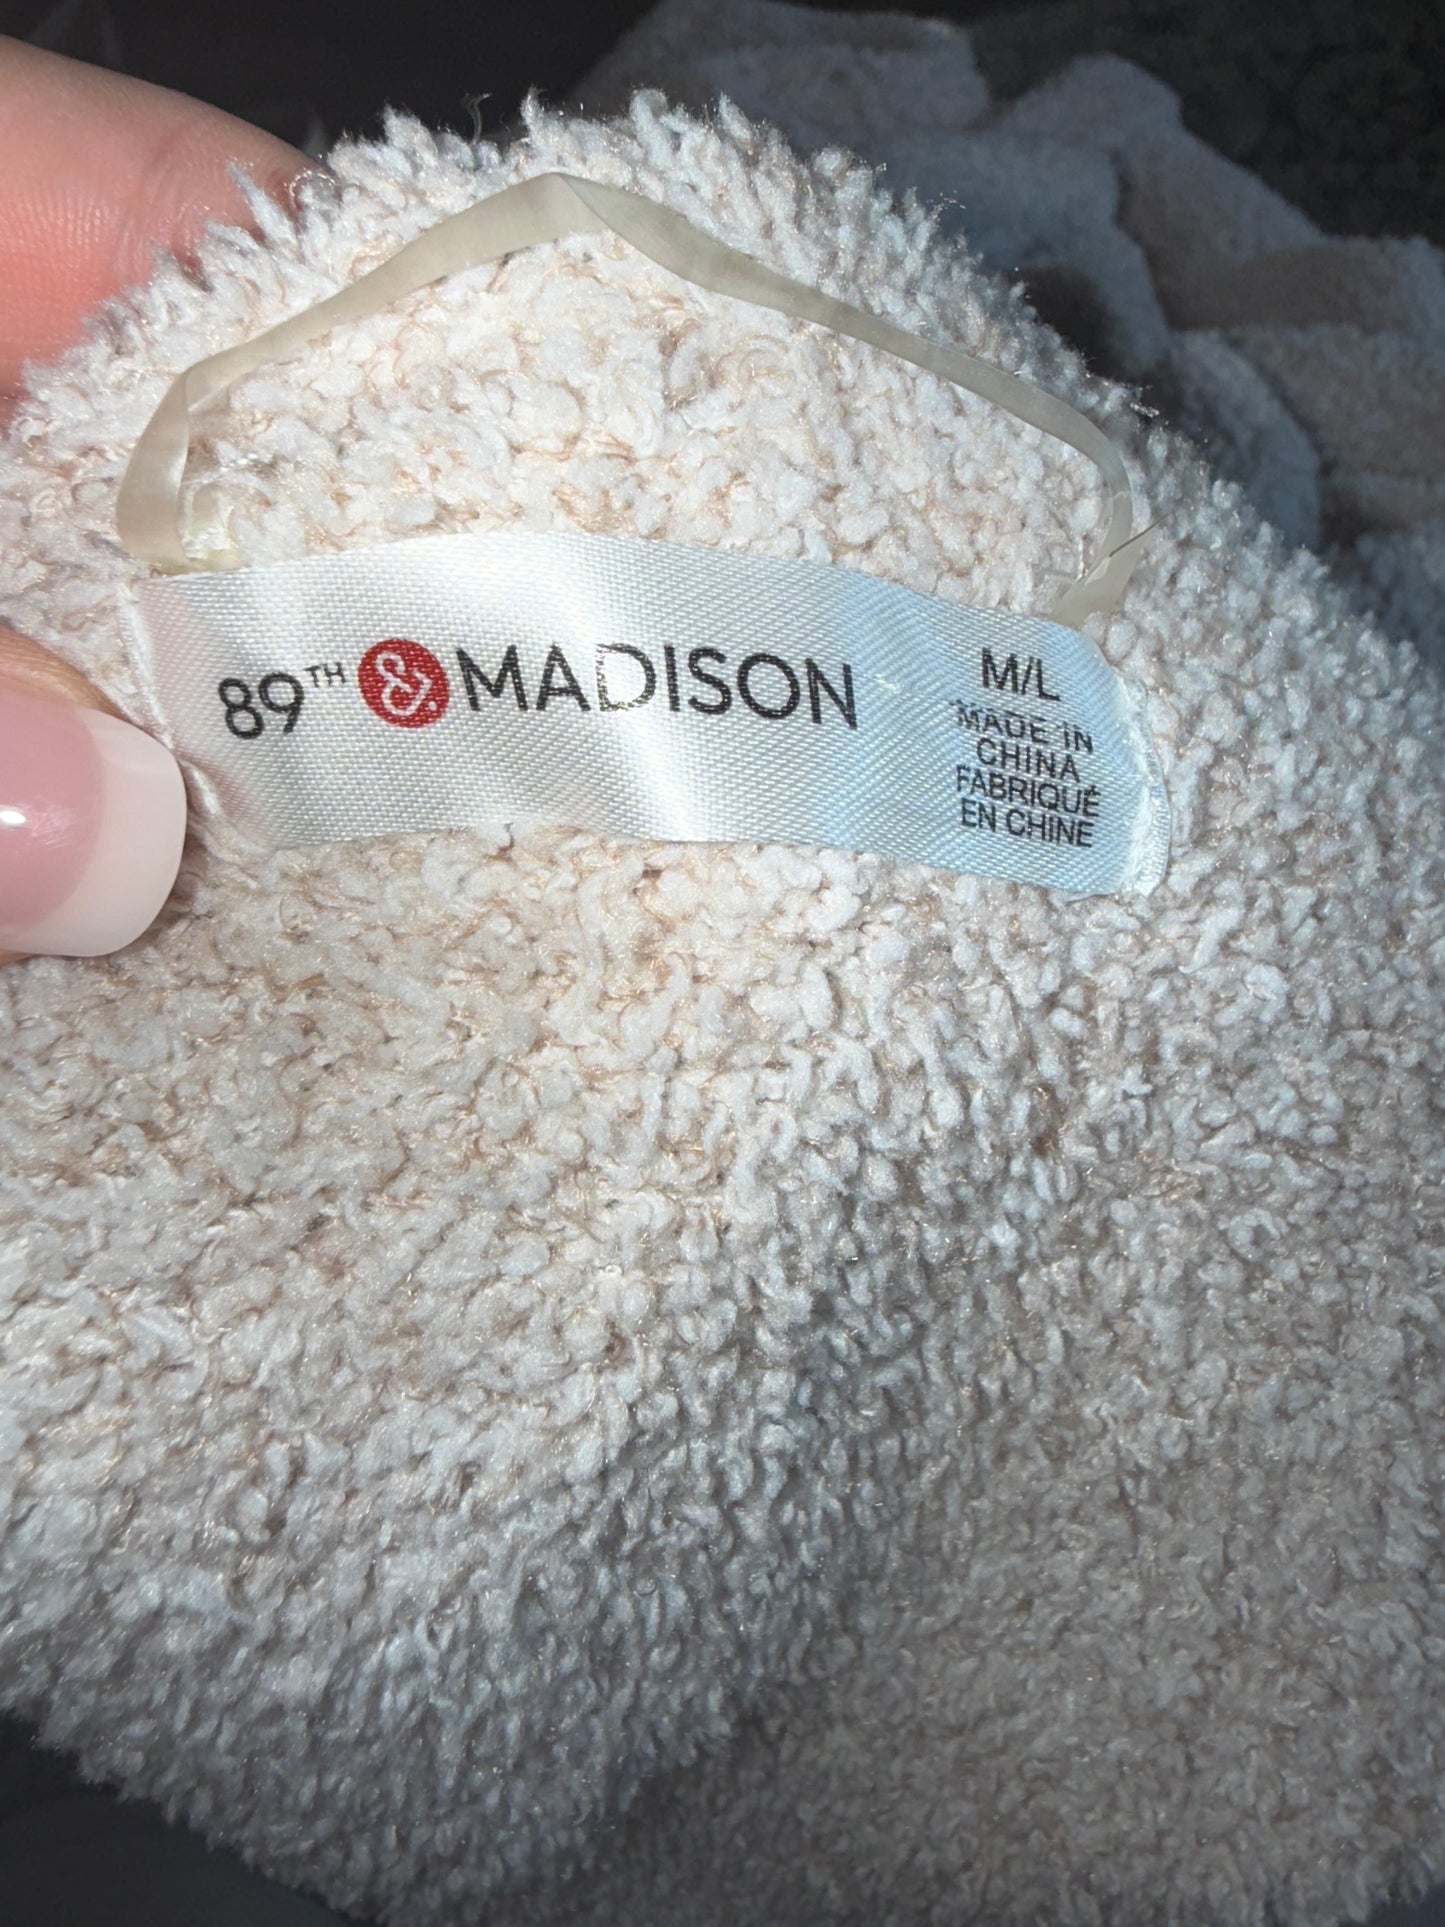 89TH & MADISON
M/L
MADE IN
CHINA
FABRIQUÉ
EN CHINE